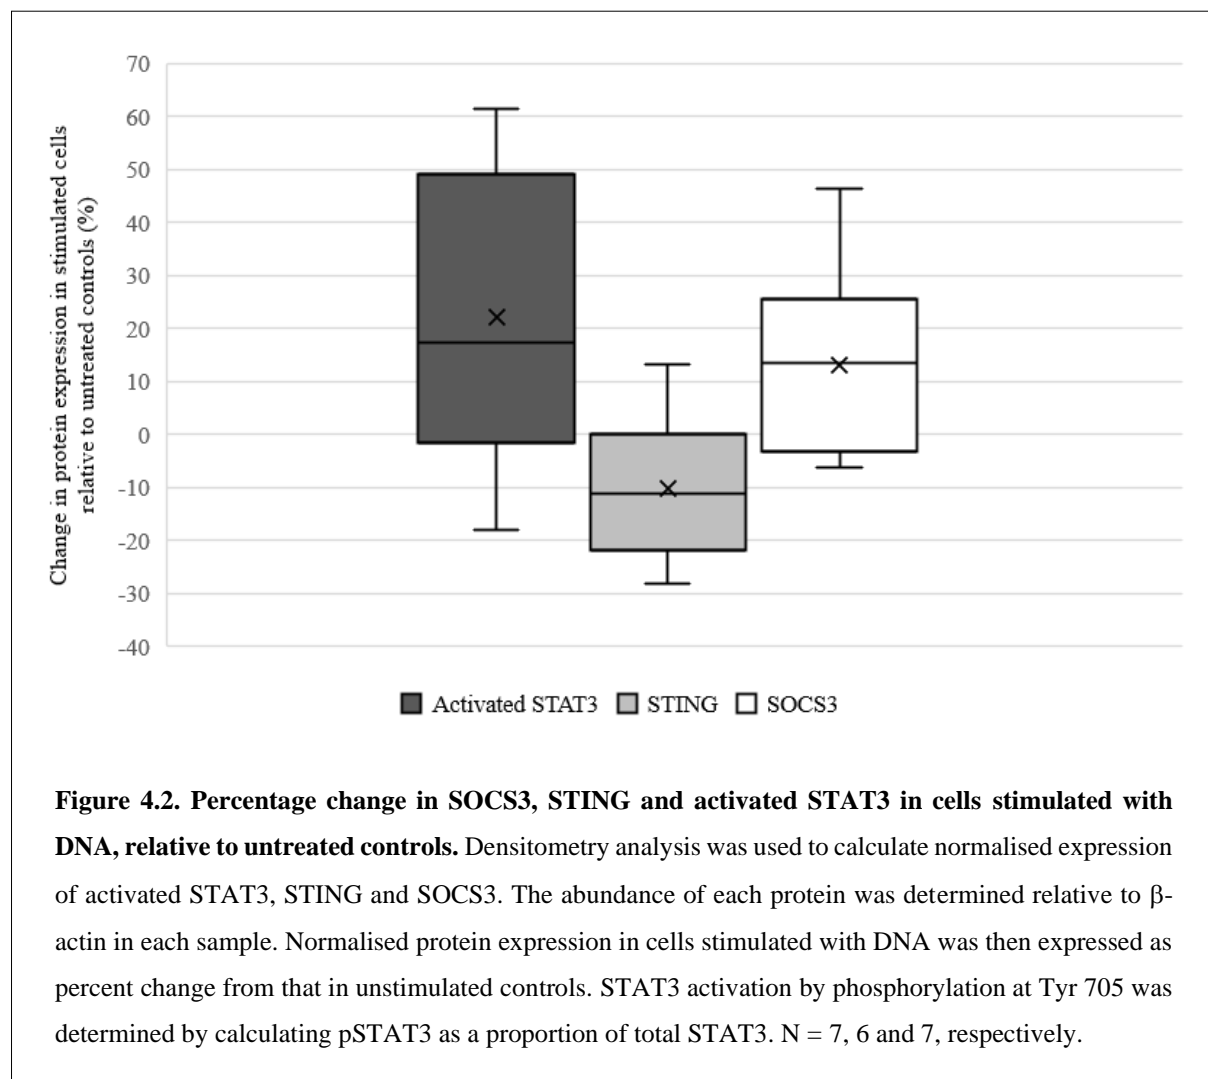 70
60
50
40
30
20
10
0
-10
-20
-30
-40
Change in protein expression in stimulated cells
relative to untreated controls (%)
Activated STAT3 STING SOCS3
Figure 4.2. Percentage change in SOCS3, STING and activated STAT3 in cells stimulated with
DNA, relative to untreated controls. Densitometry analysis was used to calculate normalised expression
of activated STAT3, STING and SOCS3. The abundance of each protein was determined relative to β-
actin in each sample. Normalised protein expression in cells stimulated with DNA was then expressed as
percent change from that in unstimulated controls. STAT3 activation by phosphorylation at Tyr 705 was
determined by calculating pSTAT3 as a proportion of total STAT3. N = 7, 6 and 7, respectively.